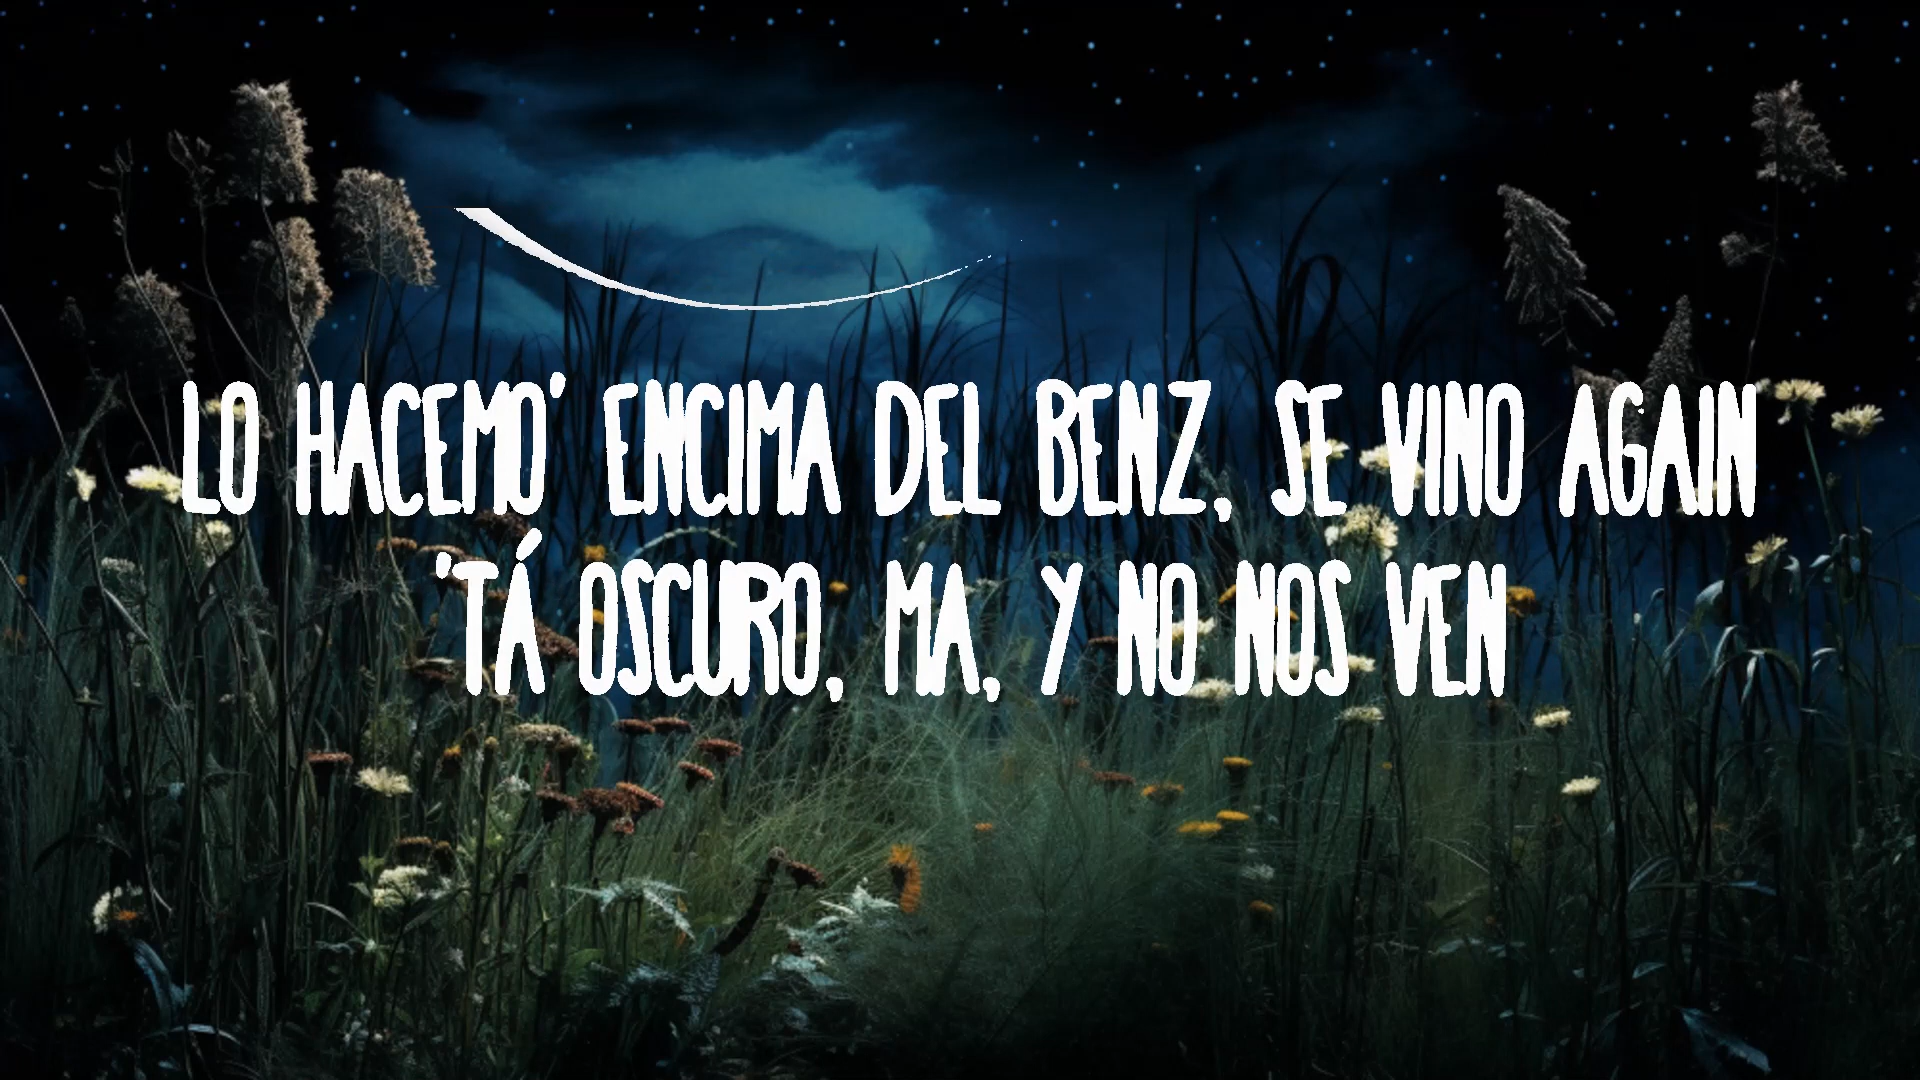 LO HACEMO' ENCIMA DEL BENZ, SE VINO AGAIN
'TÁ OSCURO, MA, Y NO NOS VEN